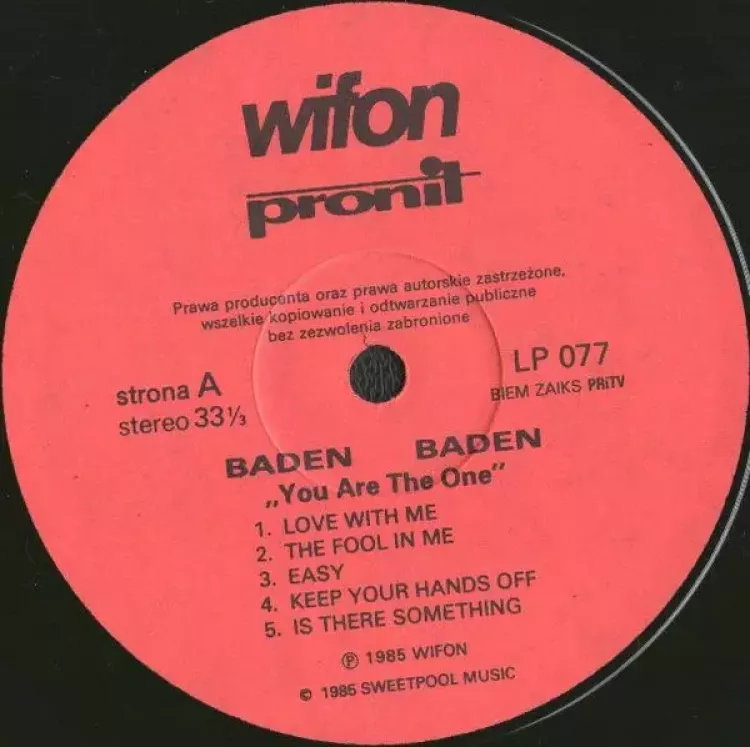 wifon
pronit
Prawa producenta oraz prawa autorskie zastrzeżone,
wszelkie kopiowanie i odtwarzanie publiczne
bez zezwolenia zabronione
strona A
stereo 33 1/3
LP 077
BIEM ZAIKS PRiTV
BADEN BADEN
„You Are The One”
1. LOVE WITH ME
2. THE FOOL IN ME
3. EASY
4. KEEP YOUR HANDS OFF
5. IS THERE SOMETHING
℗ 1985 WIFON
© 1985 SWEETPOOL MUSIC